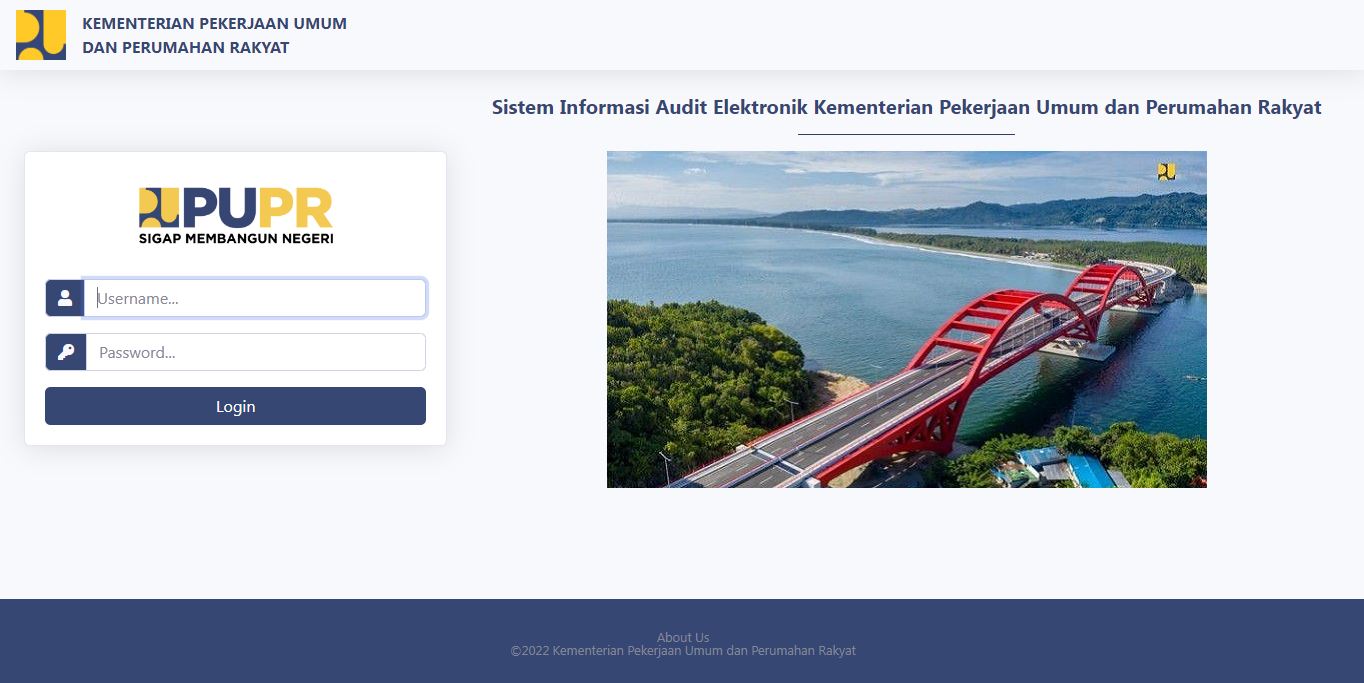 KEMENTERIAN PEKERJAAN UMUM
DAN PERUMAHAN RAKYAT
Sistem Informasi Audit Elektronik Kementerian Pekerjaan Umum dan Perumahan Rakyat
PUPR
SIGAP MEMBANGUN NEGERI
Username...
Password...
Login
About Us
©2022 Kementerian Pekerjaan Umum dan Perumahan Rakyat